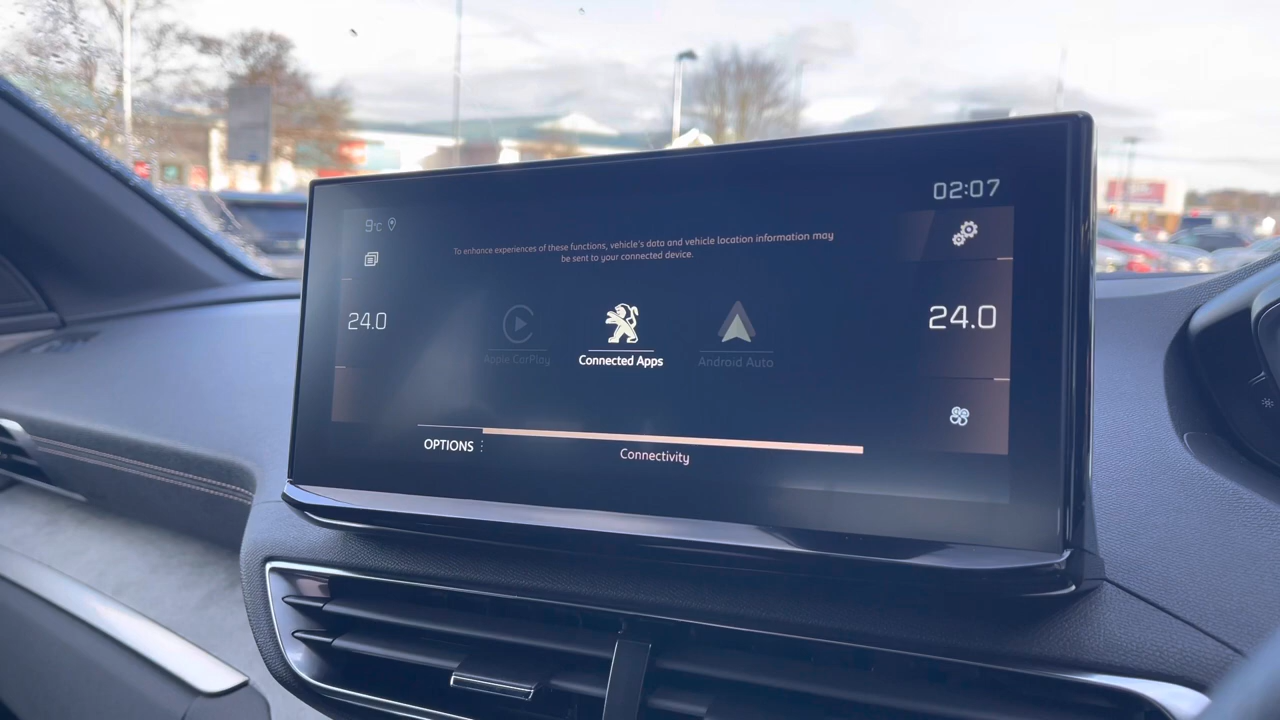 02:07
9°C
To enhance experiences of these functions, vehicle's data and vehicle location information may
be sent to your connected device.
24.0
24.0
Apple CarPlay
Connected Apps
Android Auto
OPTIONS
Connectivity